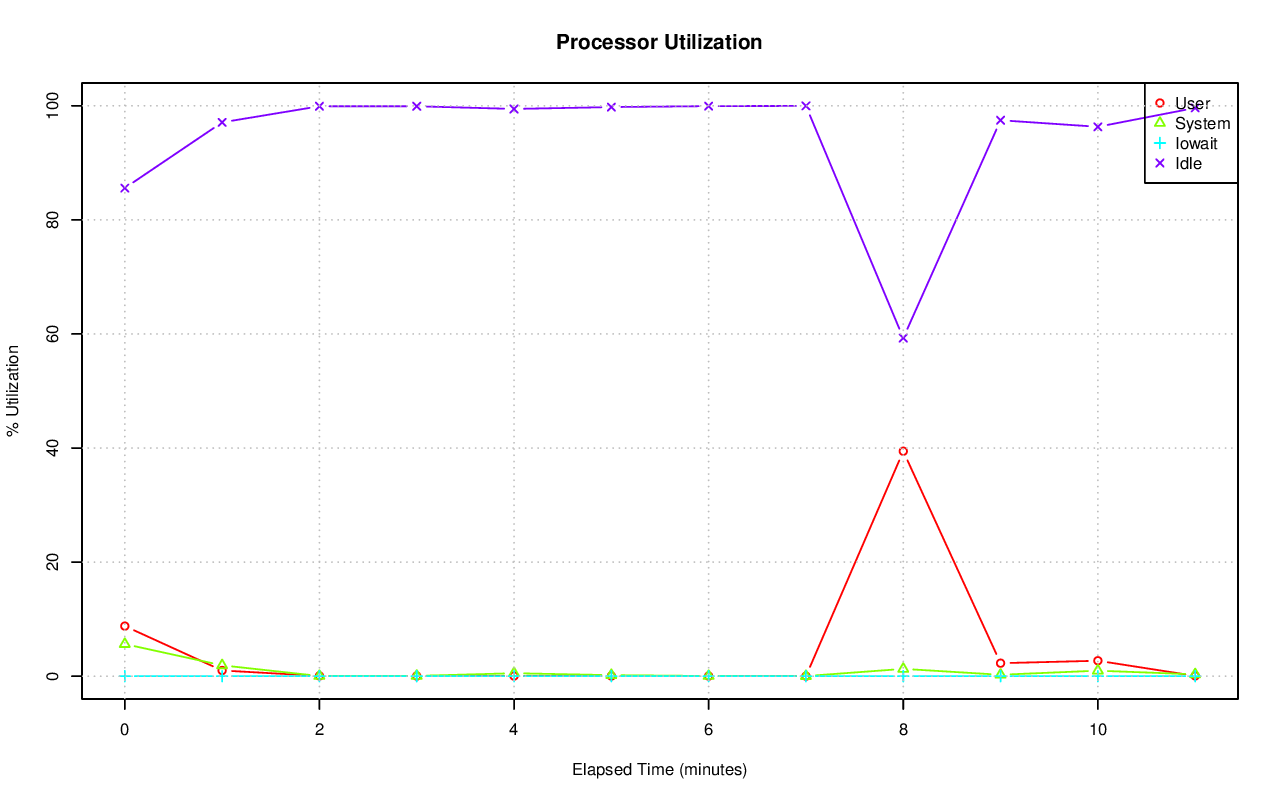 Processor Utilization
100
80
60
40
20
0
% Utilization
User
System
Iowait
Idle
0 2 4 6 8 10
Elapsed Time (minutes)